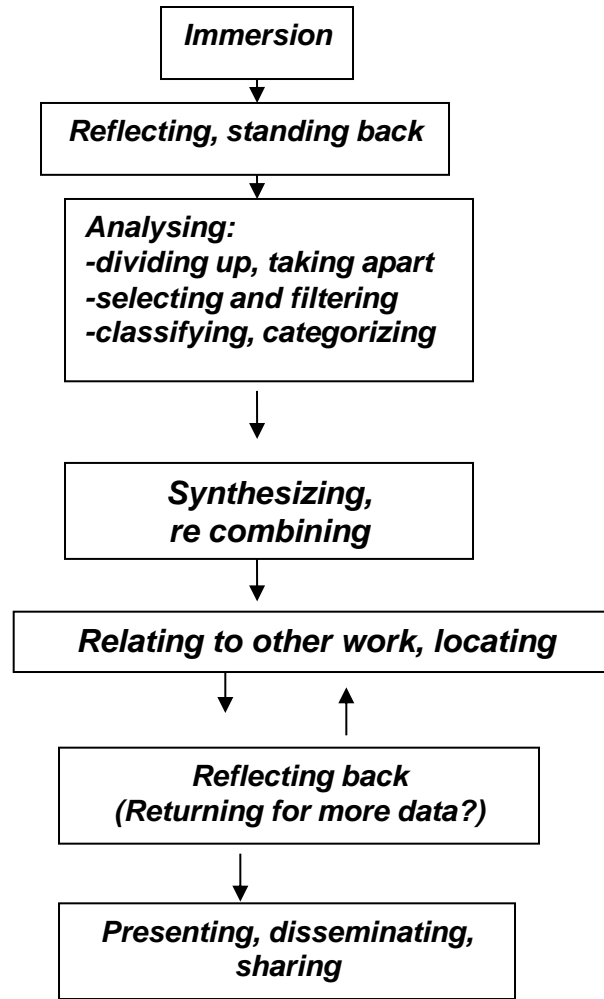 Immersion
Reflecting, standing back
Analysing:
-dividing up, taking apart
-selecting and filtering
-classifying, categorizing
Synthesizing,
re combining
Relating to other work, locating
Reflecting back
(Returning for more data?)
Presenting, disseminating,
sharing